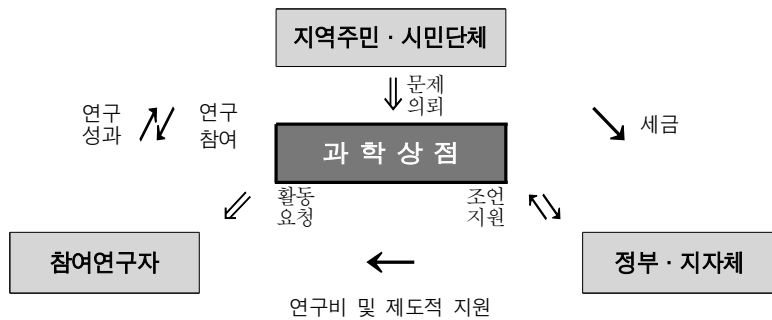 지역주민 · 시민단체
문제
의뢰
연구
성과
연구
참여
과 학 상 점
세금
활동
요청
조언
지원
참여연구자
정부 · 지자체
연구비 및 제도적 지원